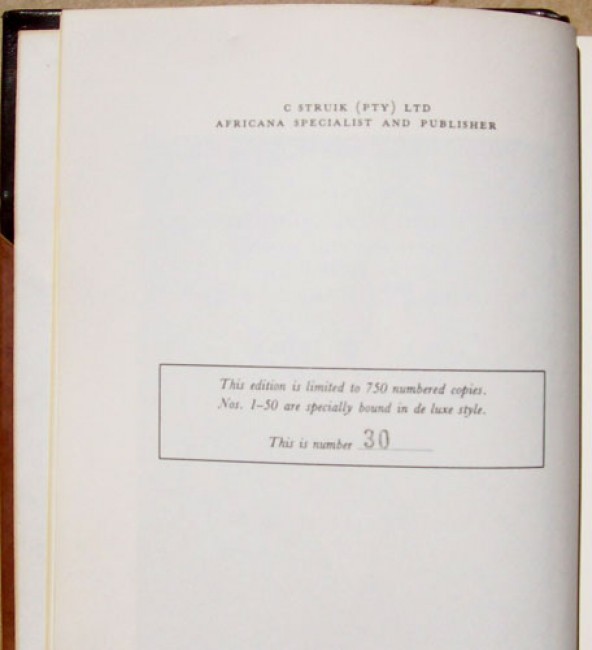 C STRUIK (PTY) LTD
AFRICANA SPECIALIST AND PUBLISHER
This edition is limited to 750 numbered copies.
Nos. 1–50 are specially bound in de luxe style.
This is number 30